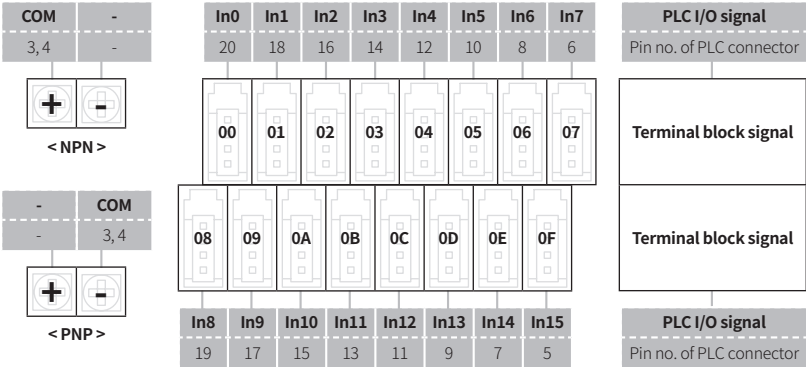 COM - In0 In1 In2 In3 In4 In5 In6 In7 PLC I/O signal
3, 4 - 20 18 16 14 12 10 8 6 Pin no. of PLC connector
+ -
00 01 02 03 04 05 06 07 Terminal block signal
< NPN >
- COM
- 3, 4
08 09 0A 0B 0C 0D 0E 0F Terminal block signal
+ -
< PNP >
In8 In9 In10 In11 In12 In13 In14 In15 PLC I/O signal
19 17 15 13 11 9 7 5 Pin no. of PLC connector